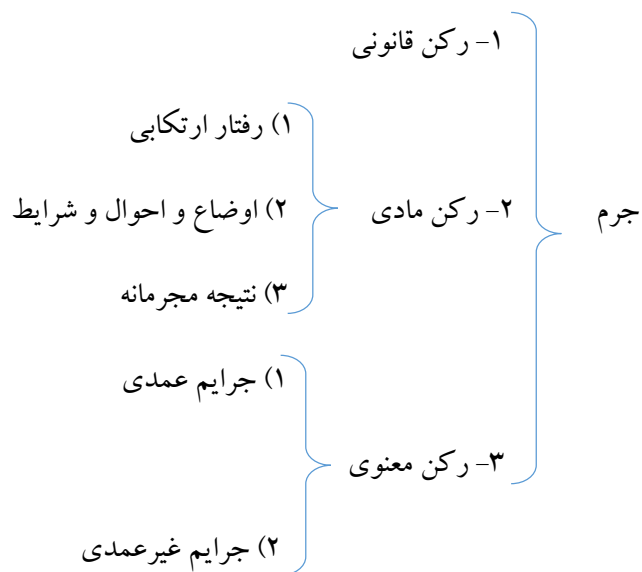 جرم
۱- رکن قانونی
۲- رکن مادی
۱) رفتار ارتکابی
۲) اوضاع و احوال و شرایط
۳) نتیجه مجرمانه
۳- رکن معنوی
۱) جرایم عمدی
۲) جرایم غیرعمدی